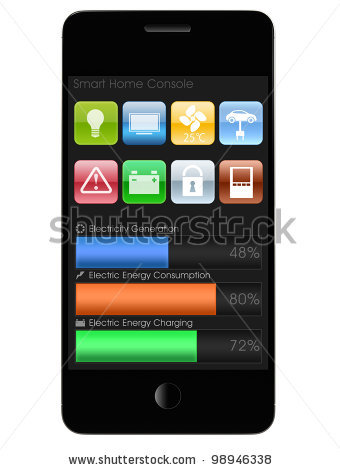 Smart Home Console
25°C
Electricity Generation
48%
Electric Energy Consumption
80%
Electric Energy Charging
72%
shutterstock
www.shutterstock.com · 98946338